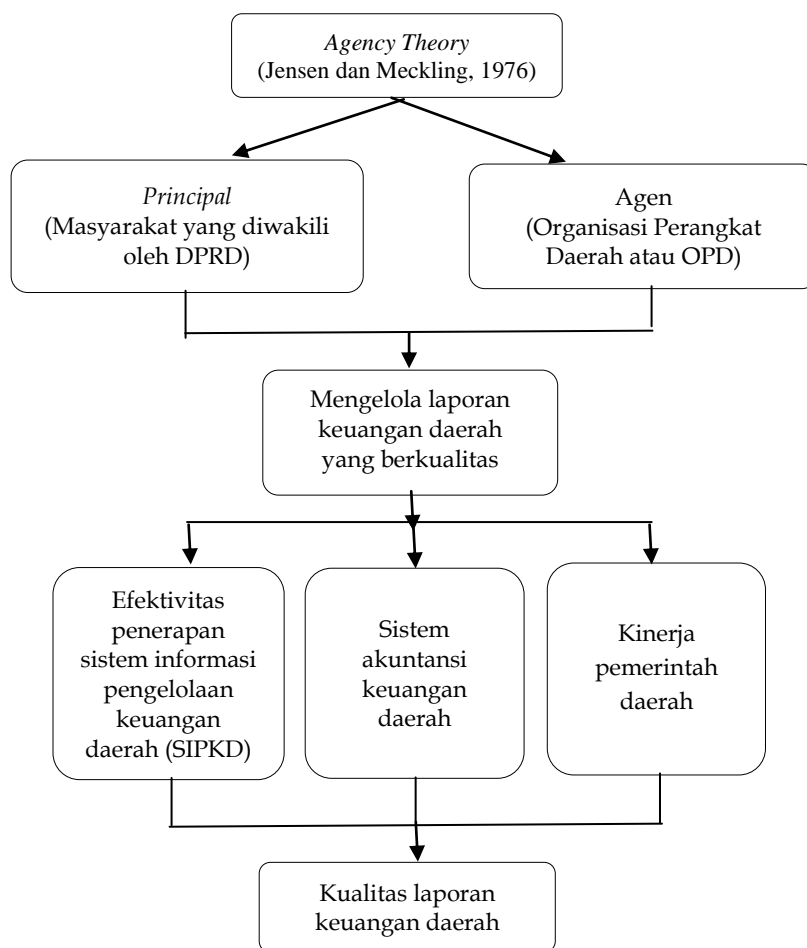 Agency Theory
(Jensen dan Meckling, 1976)
Principal
(Masyarakat yang diwakili
oleh DPRD)
Agen
(Organisasi Perangkat
Daerah atau OPD)
Mengelola laporan
keuangan daerah
yang berkualitas
Efektivitas
penerapan
sistem informasi
pengelolaan
keuangan
daerah (SIPKD)
Sistem
akuntansi
keuangan
daerah
Kinerja
pemerintah
daerah
Kualitas laporan
keuangan daerah